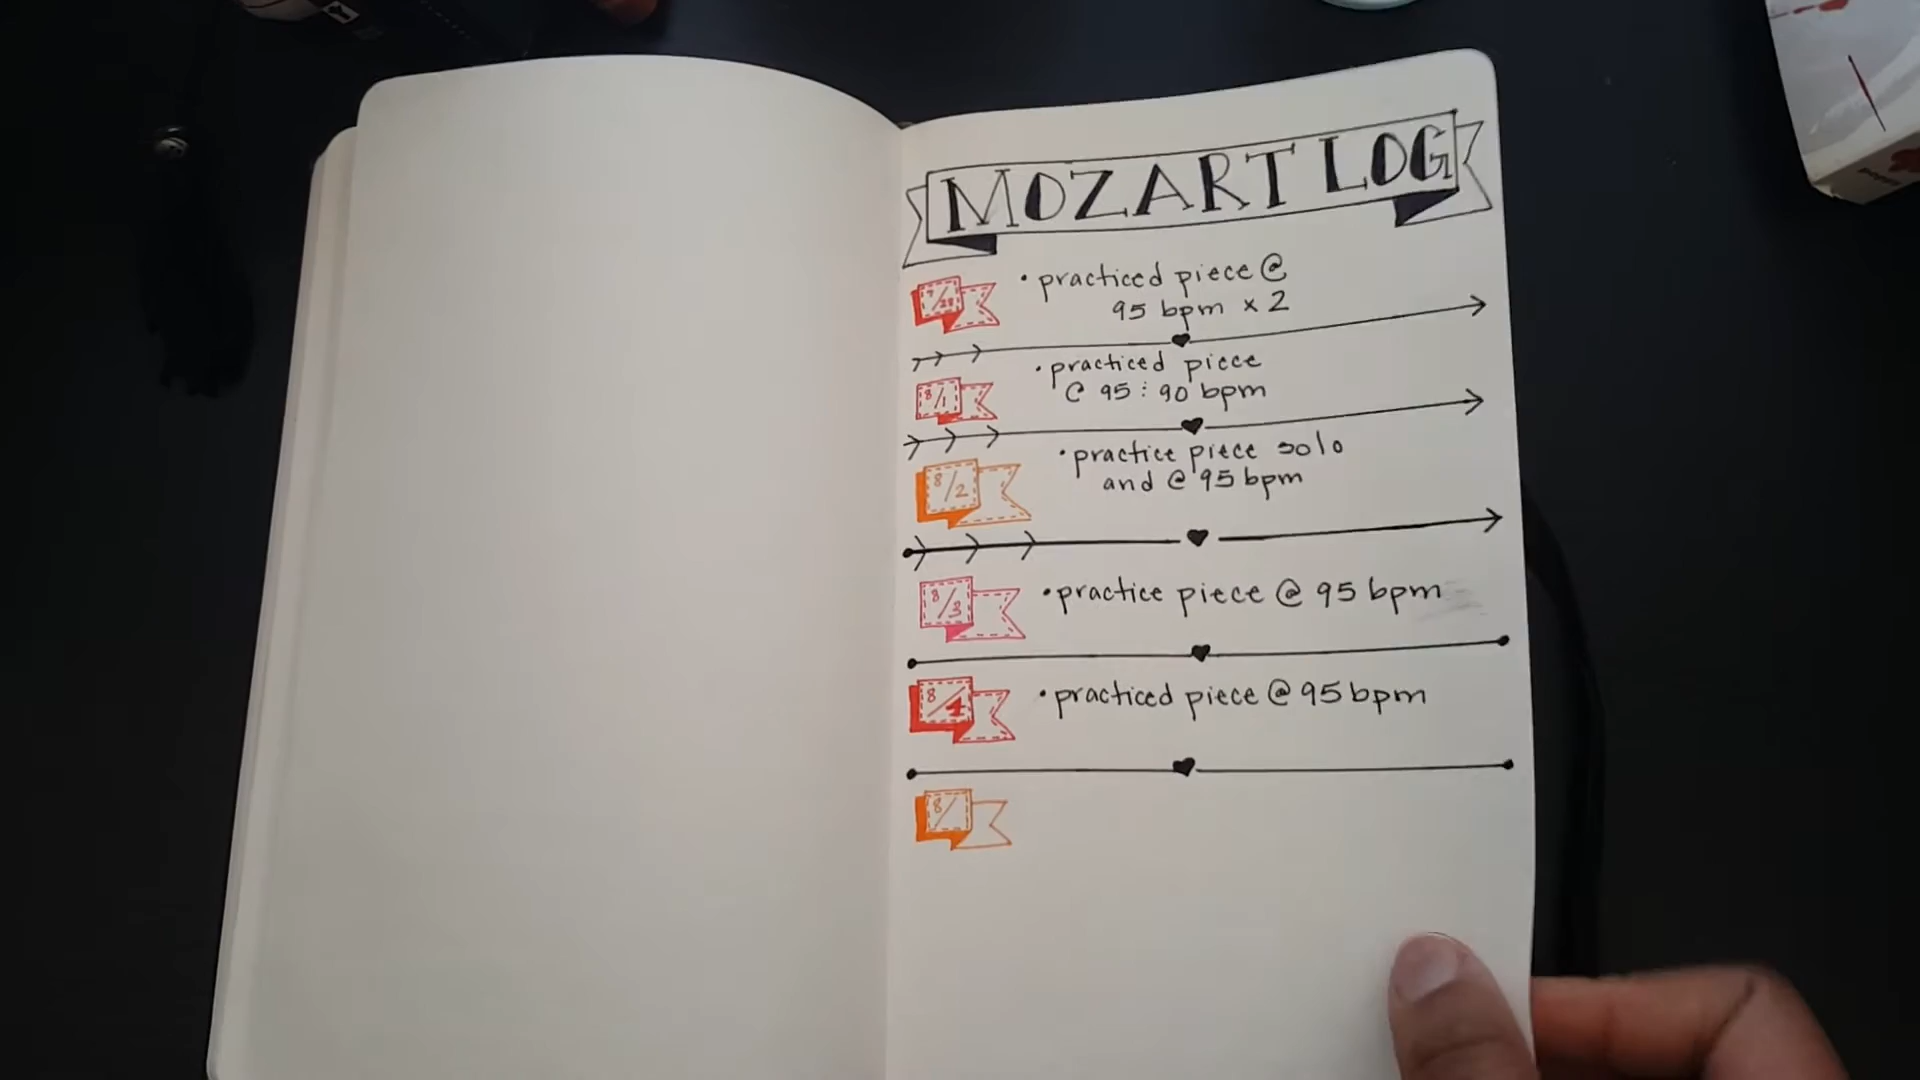 MOZART LOG
7/28
• practiced piece @
95 bpm x 2
8/1
• practiced piece
@ 95 : 90 bpm
8/2
• practice piece solo
and @ 95 bpm
8/3
• practice piece @ 95 bpm
8/4
• practiced piece @ 95 bpm
8/